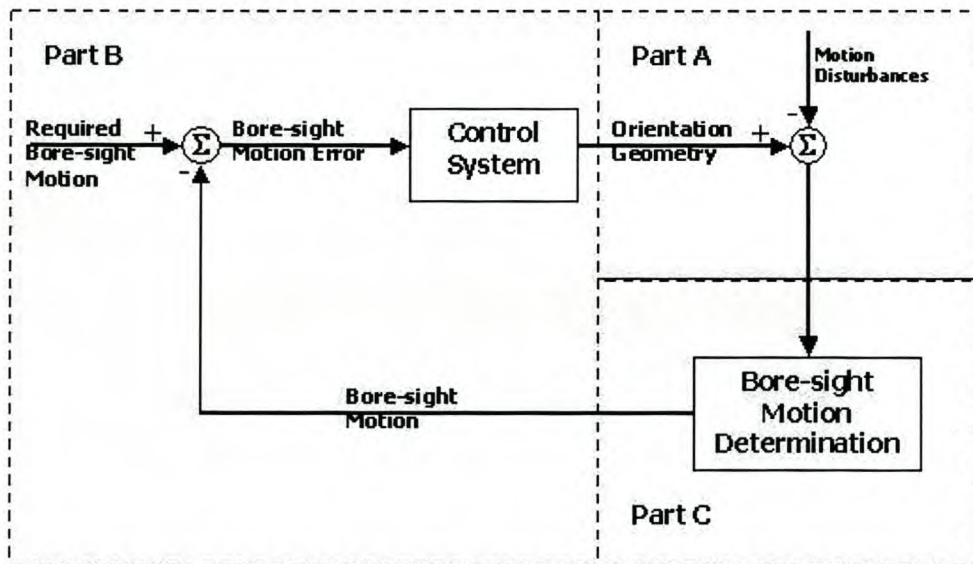 Part B
Part A
Motion
Disturbances
-
Required
Bore-sight
Motion
+
Σ
-
Bore-sight
Motion Error
Control
System
Orientation
Geometry
+
Σ
Bore-sight
Motion
Bore-sight
Motion
Determination
Part C